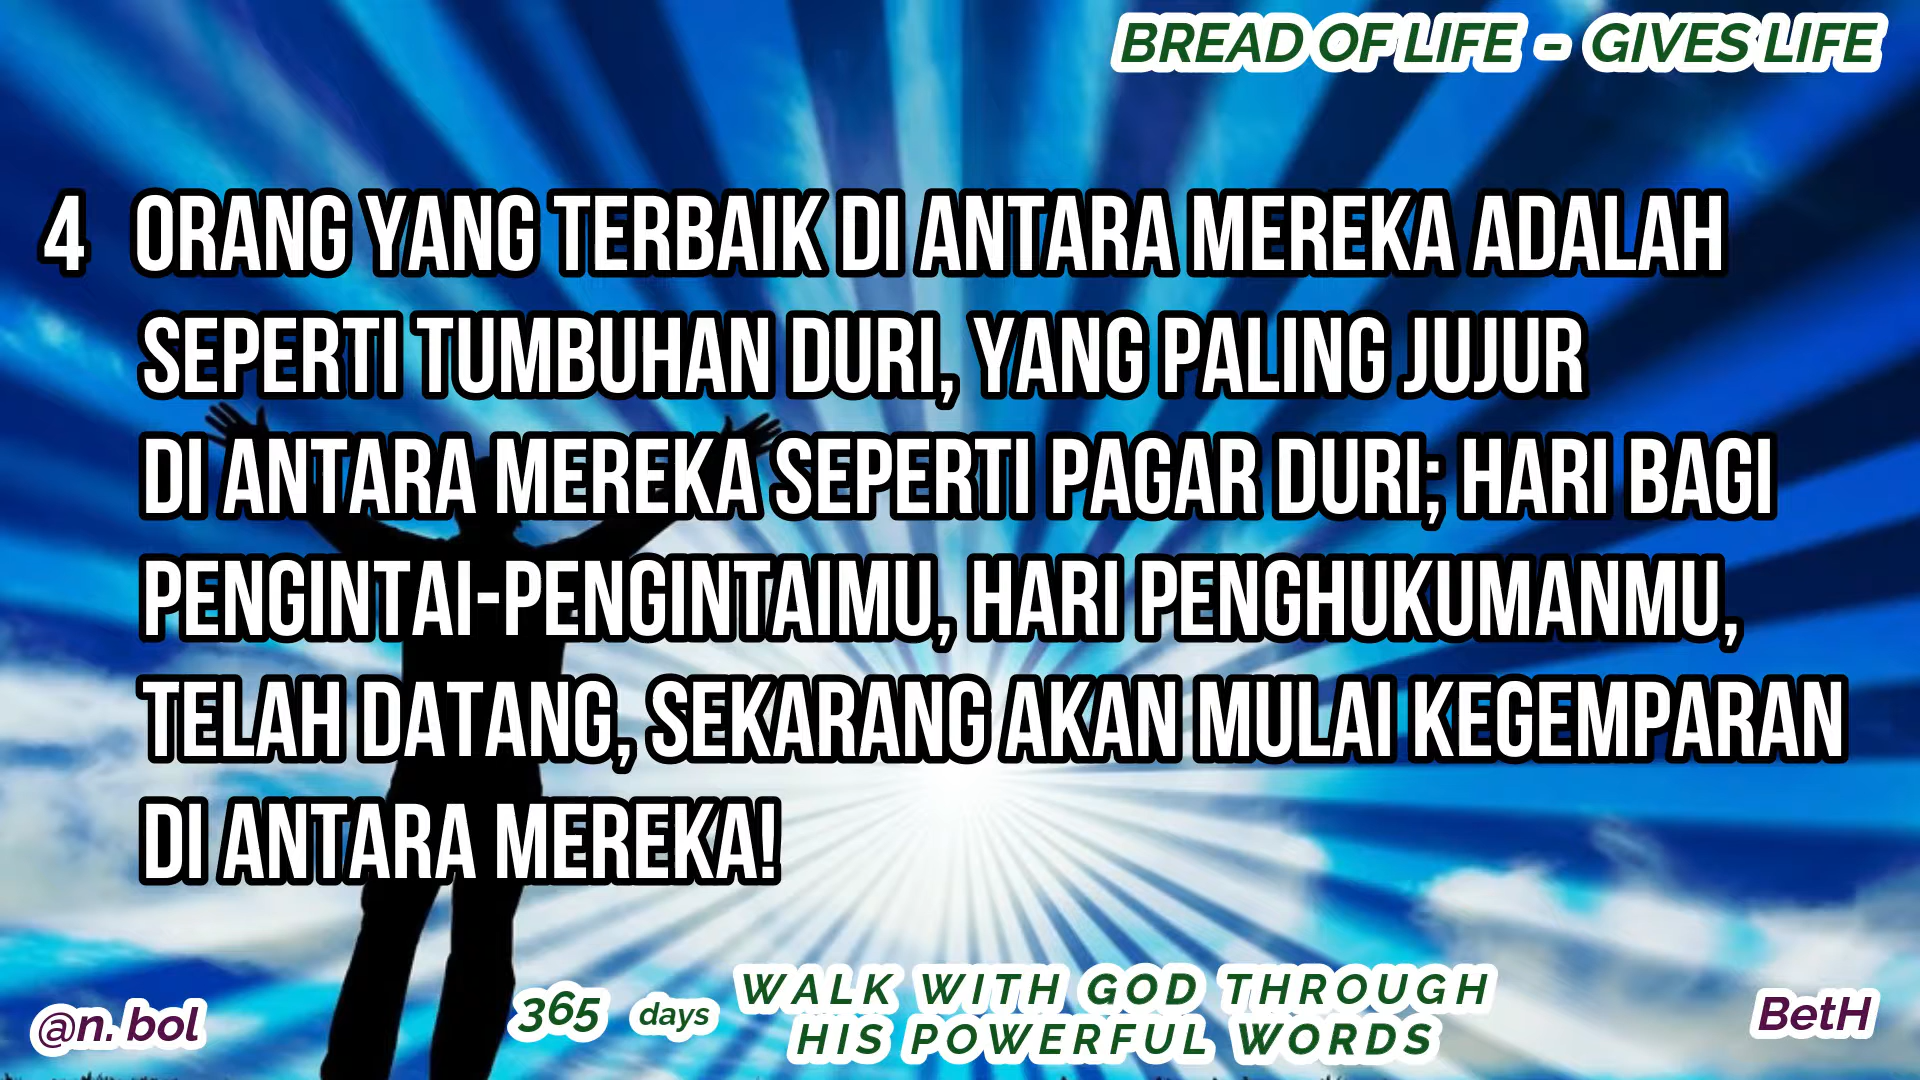 BREAD OF LIFE - GIVES LIFE
4 ORANG YANG TERBAIK DI ANTARA MEREKA ADALAH
SEPERTI TUMBUHAN DURI, YANG PALING JUJUR
DI ANTARA MEREKA SEPERTI PAGAR DURI; HARI BAGI
PENGINTAI-PENGINTAIMU, HARI PENGHUKUMANMU,
TELAH DATANG, SEKARANG AKAN MULAI KEGEMPARAN
DI ANTARA MEREKA!
@n. bol
365 days
WALK WITH GOD THROUGH
HIS POWERFUL WORDS
BetH